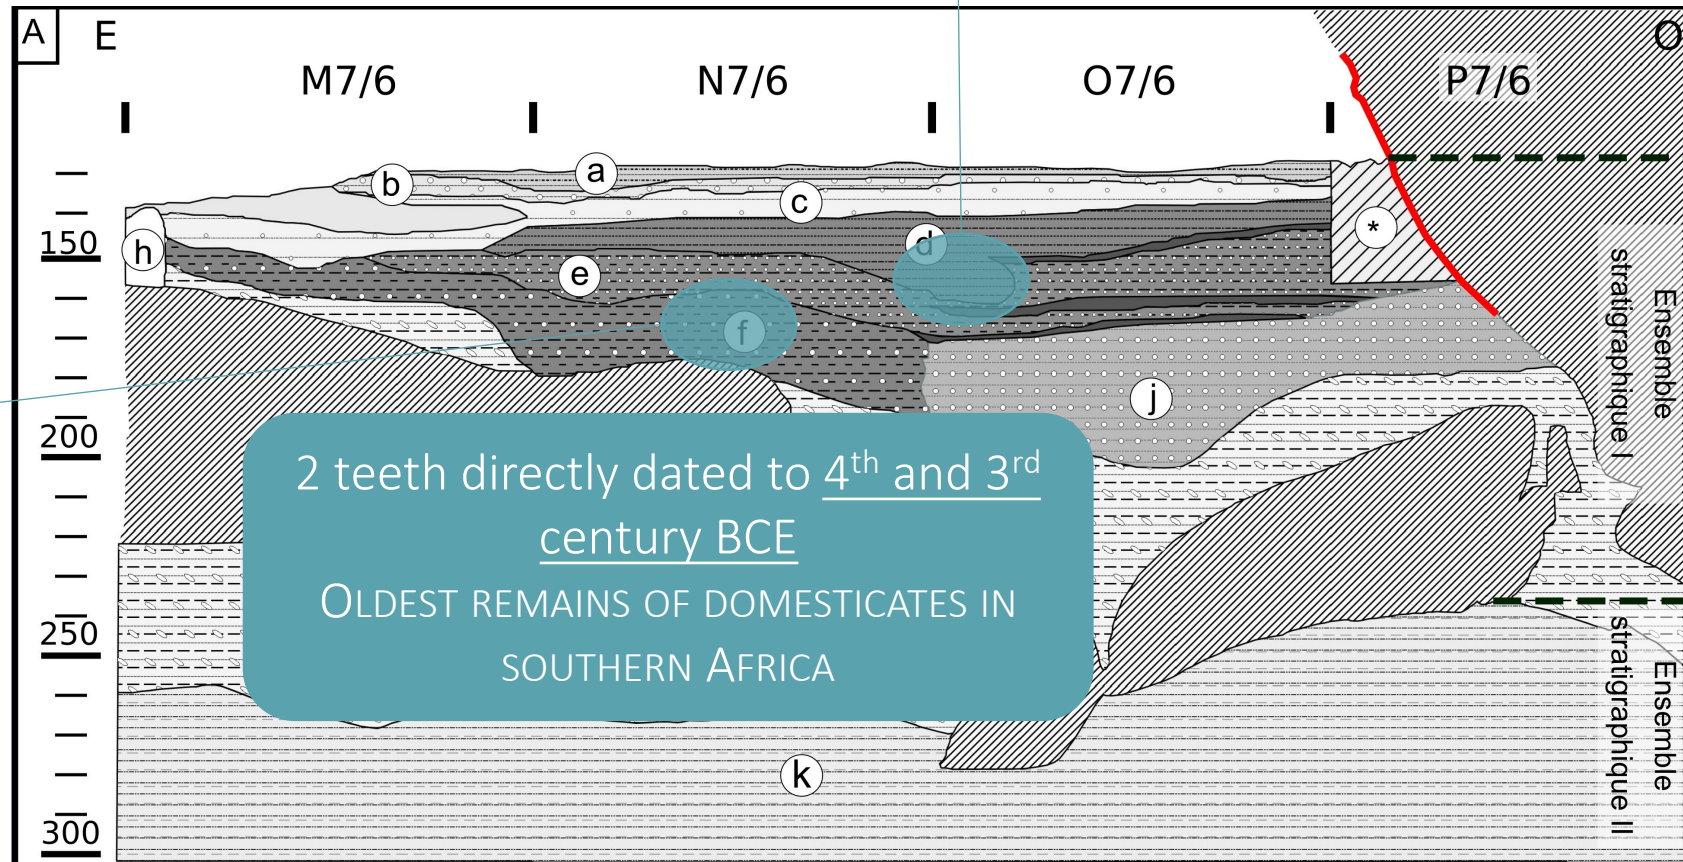 A
E
O
M7/6
N7/6
O7/6
P7/6
a
b
c
d
e
f
h
j
k
*
150
200
250
300
2 teeth directly dated to 4th and 3rd
century BCE
OLDEST REMAINS OF DOMESTICATES IN
SOUTHERN AFRICA
Ensemble
stratigraphique I
Ensemble
stratigraphique II